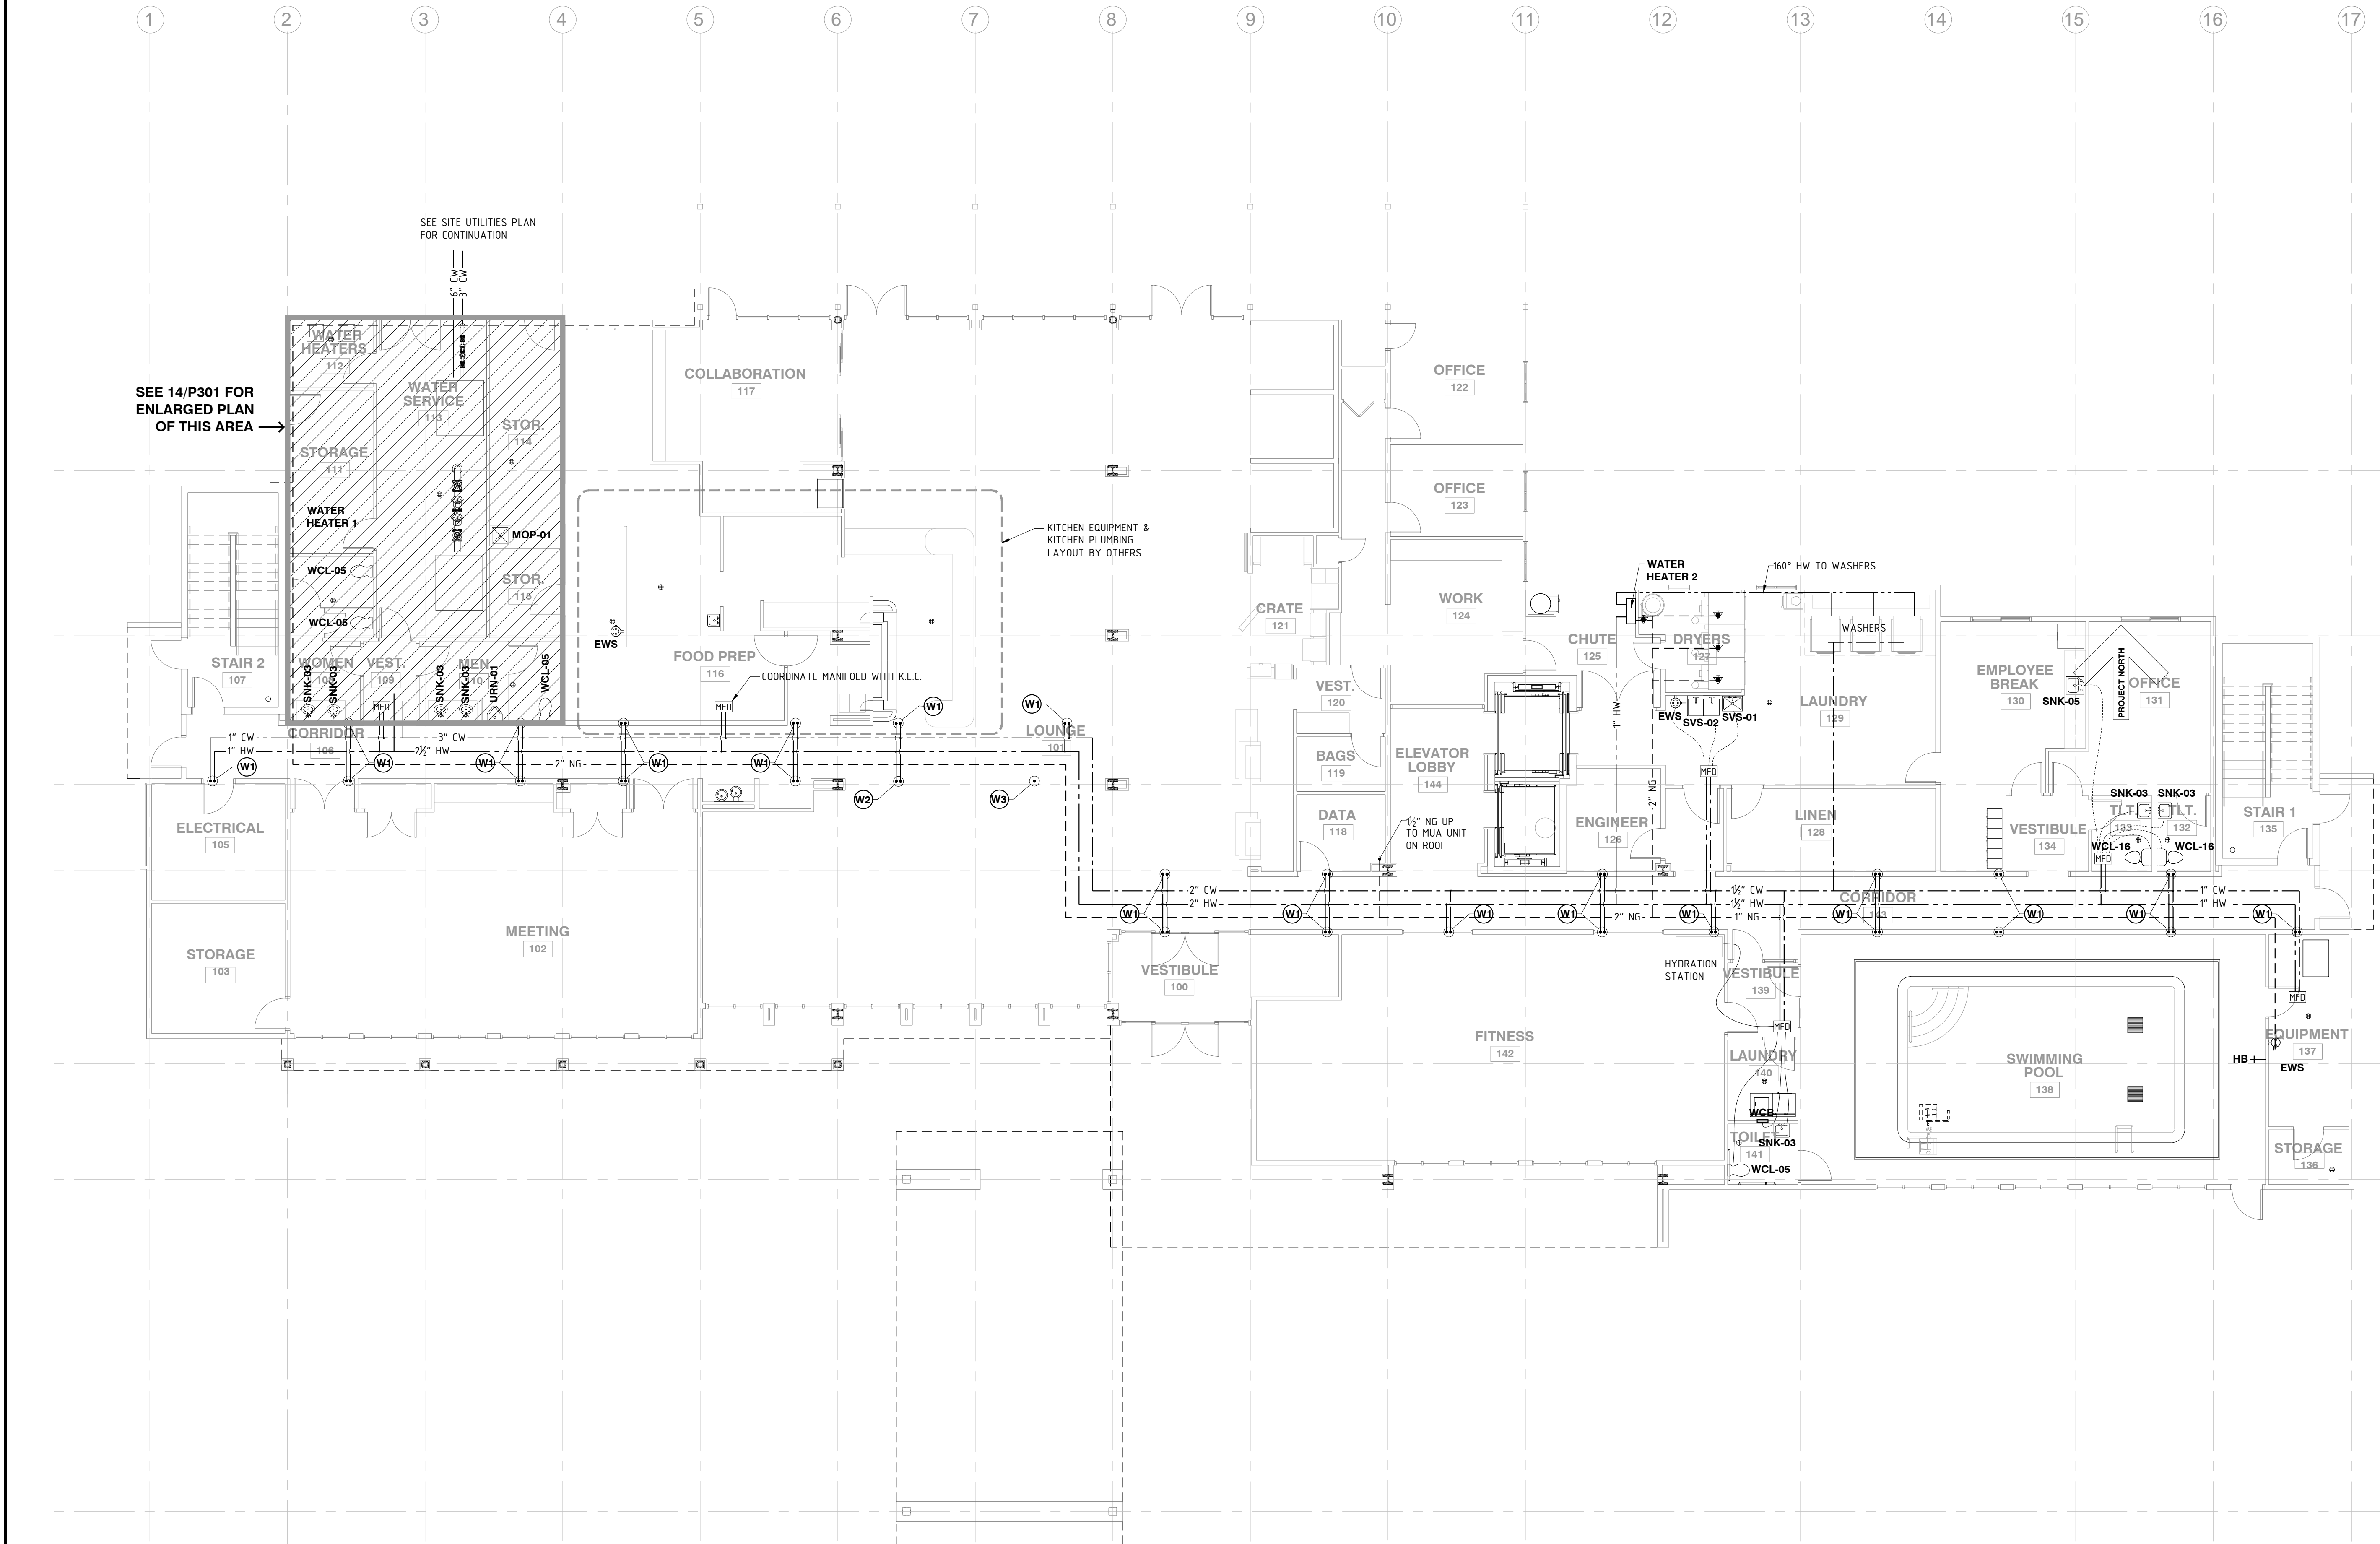 1 2 3 4 5 6 7 8 9 10 11 12 13 14 15 16 17
SEE SITE UTILITIES PLAN
FOR CONTINUATION
6" CW
3" CW
SEE 14/P301 FOR
ENLARGED PLAN
OF THIS AREA
WATER
HEATERS
112
WATER
SERVICE
113
STOR.
114
STORAGE
111
WATER
HEATER 1
MOP-01
WCL-05
STOR.
115
WCL-05
WOMEN
108
VEST.
109
MEN
SNK-03
SNK-03
SNK-03
SNK-03
URN-01
WCL-05
MFD
STAIR 2
107
CORRIDOR
106
COLLABORATION
117
KITCHEN EQUIPMENT &
KITCHEN PLUMBING
LAYOUT BY OTHERS
EWS
FOOD PREP
116
COORDINATE MANIFOLD WITH K.E.C.
MFD
W1
W1
LOUNGE
101
1" CW
3" CW
1" HW
2½" HW
2" NG
W1
W1
W1
W1
W1
W2
W3
ELECTRICAL
105
STORAGE
103
MEETING
102
OFFICE
122
OFFICE
123
WORK
124
CRATE
121
VEST.
120
BAGS
119
DATA
118
ELEVATOR
LOBBY
144
1½" NG UP
TO MUA UNIT
ON ROOF
WATER
HEATER 2
160° HW TO WASHERS
CHUTE
125
DRYERS
127
WASHERS
1" HW
2" NG
EWS
SVS-02
SVS-01
MFD
LAUNDRY
129
ENGINEER
126
LINEN
128
EMPLOYEE
BREAK
130
SNK-05
PROJECT NORTH
OFFICE
131
SNK-03
SNK-03
TLT.
133
TLT.
132
VESTIBULE
134
WCL-16
WCL-16
MFD
STAIR 1
135
2" CW
2" HW
2" NG
1½" CW
1½" HW
1" NG
1" CW
1" HW
CORRIDOR
W1
W1
W1
W1
W1
W1
W1
W1
W1
VESTIBULE
100
HYDRATION
STATION
VESTIBULE
139
MFD
FITNESS
142
LAUNDRY
140
WCB
TOILET
141
SNK-03
WCL-05
SWIMMING
POOL
138
MFD
EQUIPMENT
137
HB
EWS
STORAGE
136